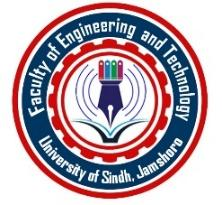 Faculty of Engineering and Technology
University of Sindh, Jamshoro